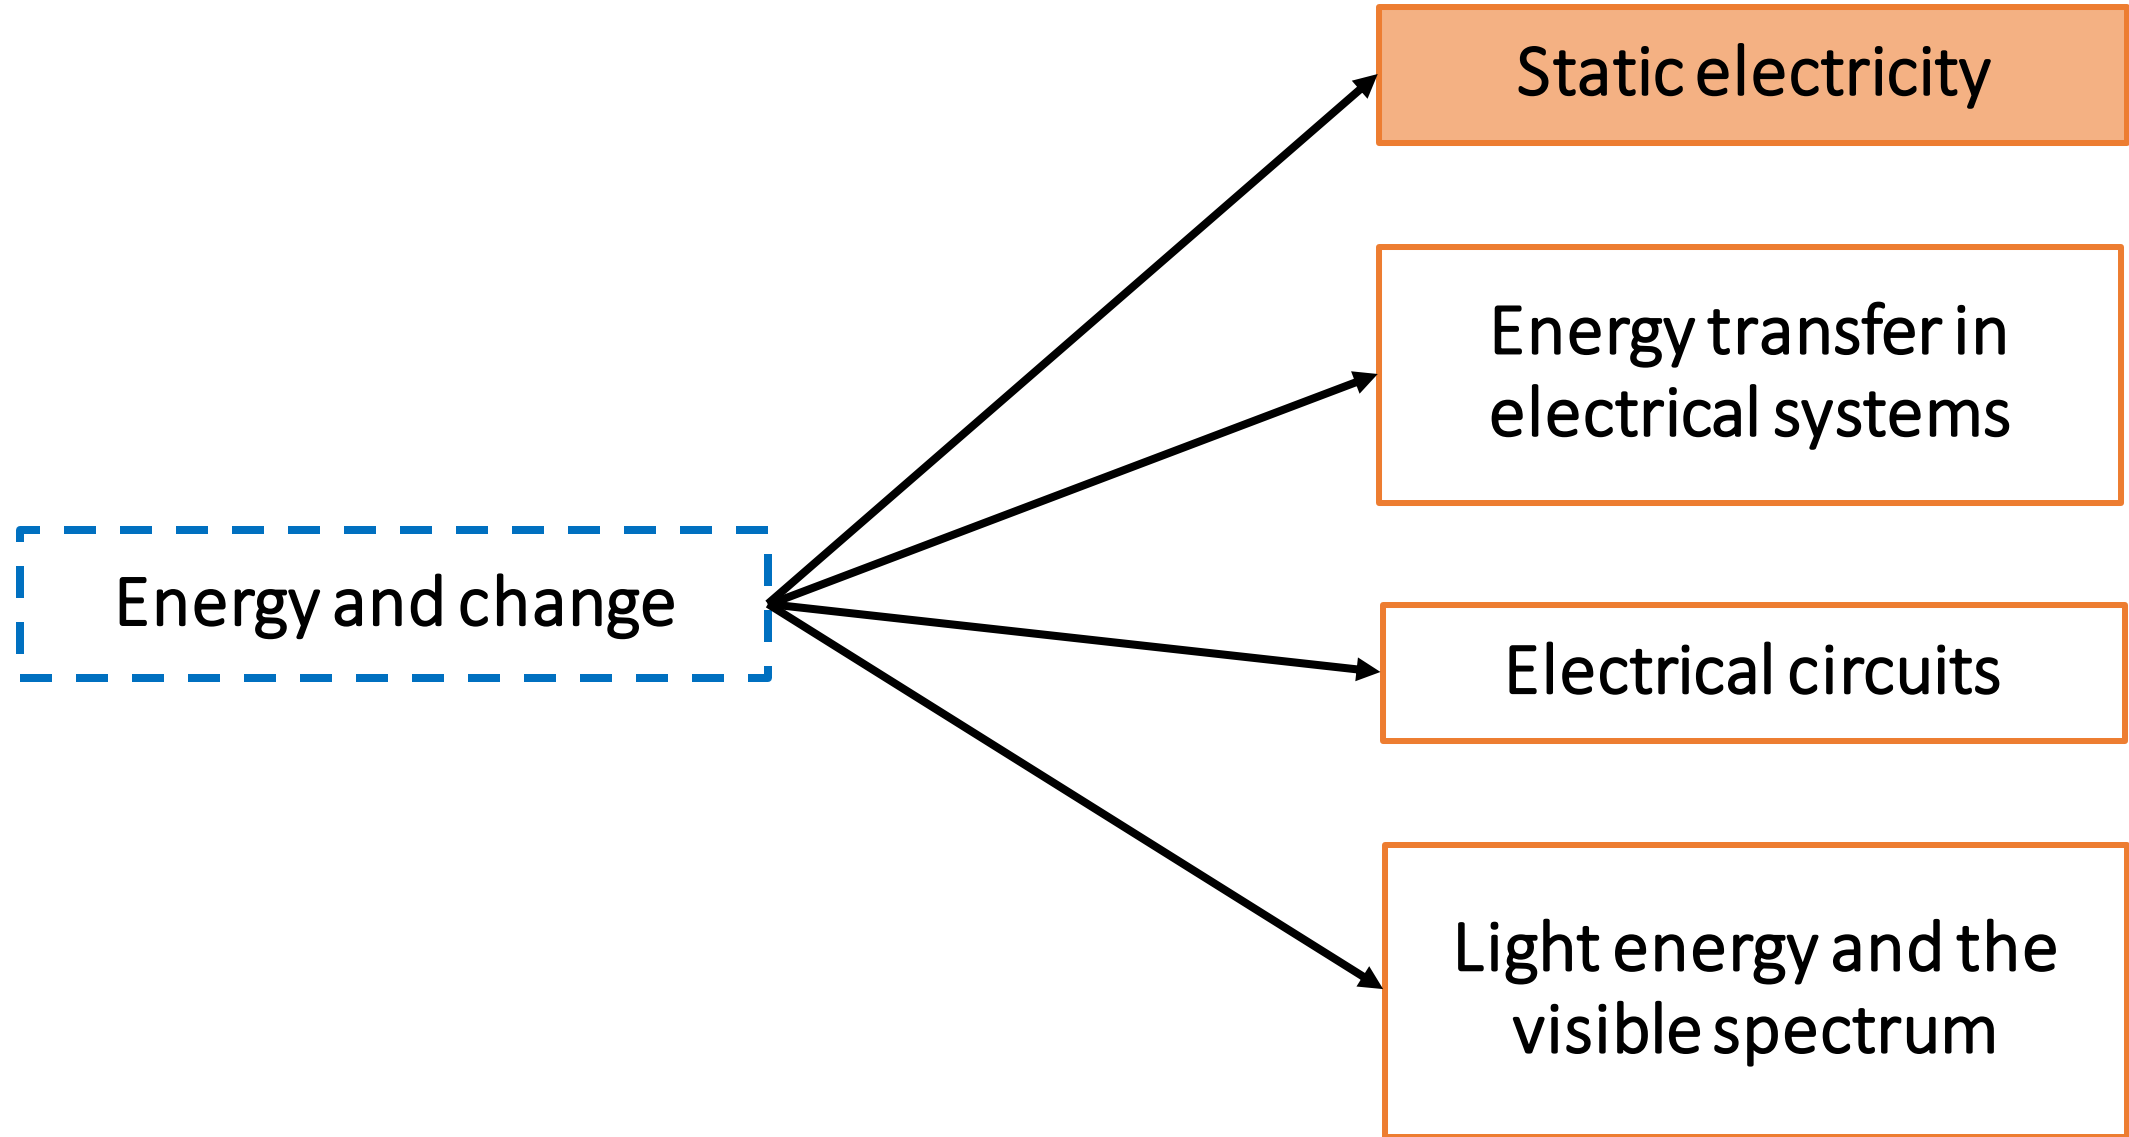 Static electricity
Energy transfer in
electrical systems
Energy and change
Electrical circuits
Light energy and the
visible spectrum